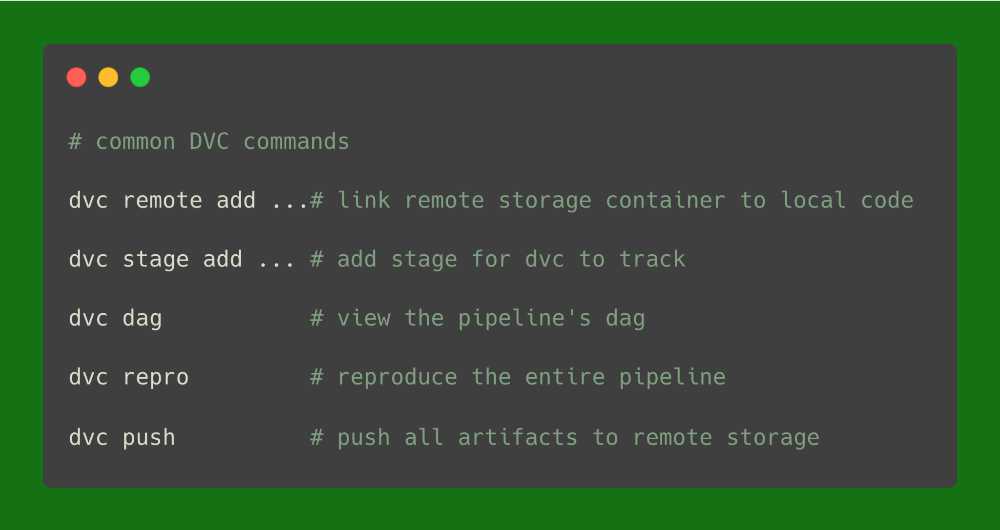 # common DVC commands
dvc remote add ...# link remote storage container to local code
dvc stage add ... # add stage for dvc to track
dvc dag           # view the pipeline's dag
dvc repro         # reproduce the entire pipeline
dvc push          # push all artifacts to remote storage